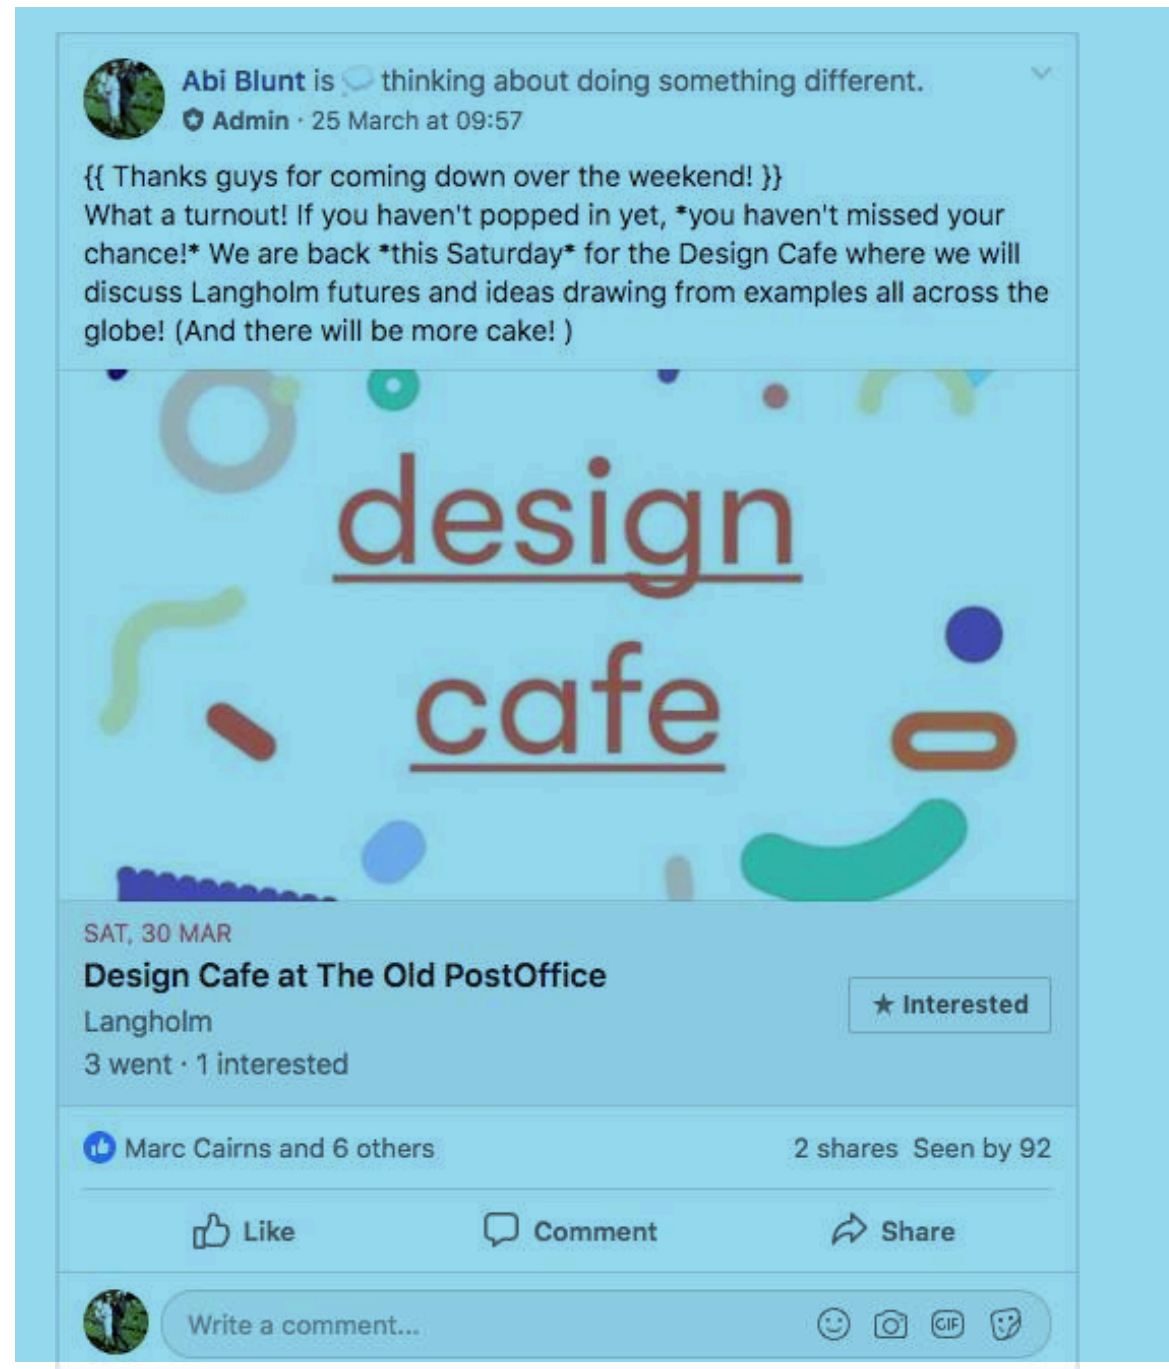 Abi Blunt is 💭 thinking about doing something different.
Admin · 25 March at 09:57
{{ Thanks guys for coming down over the weekend! }}
What a turnout! If you haven't popped in yet, *you haven't missed your
chance!* We are back *this Saturday* for the Design Cafe where we will
discuss Langholm futures and ideas drawing from examples all across the
globe! (And there will be more cake! )
design
cafe
SAT, 30 MAR
Design Cafe at The Old PostOffice
Langholm
3 went · 1 interested
★ Interested
Marc Cairns and 6 others
2 shares Seen by 92
Like Comment Share
Write a comment...
GIF